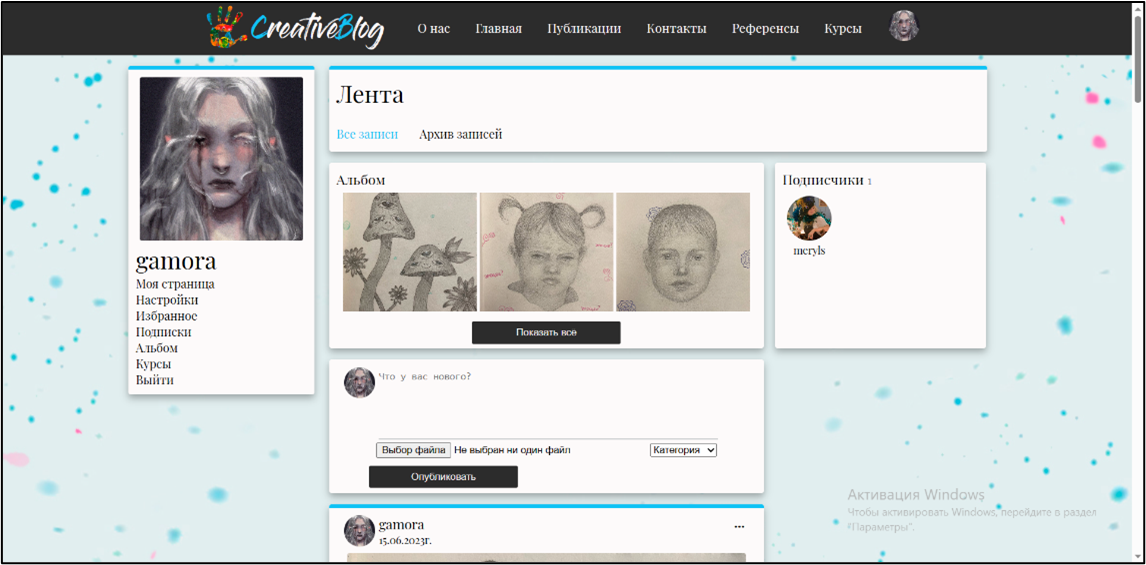 CreativeBlog
О нас Главная Публикации Контакты Референсы Курсы
gamora
Моя страница
Настройки
Избранное
Подписки
Альбом
Курсы
Выйти
Лента
Все записи Архив записей
Альбом
Показать всё
Подписчики 1
meryls
Что у вас нового?
Выбор файла Не выбран ни один файл Категория
Опубликовать
gamora ...
15.06.2023г.
Активация Windows
Чтобы активировать Windows, перейдите в раздел
"Параметры".